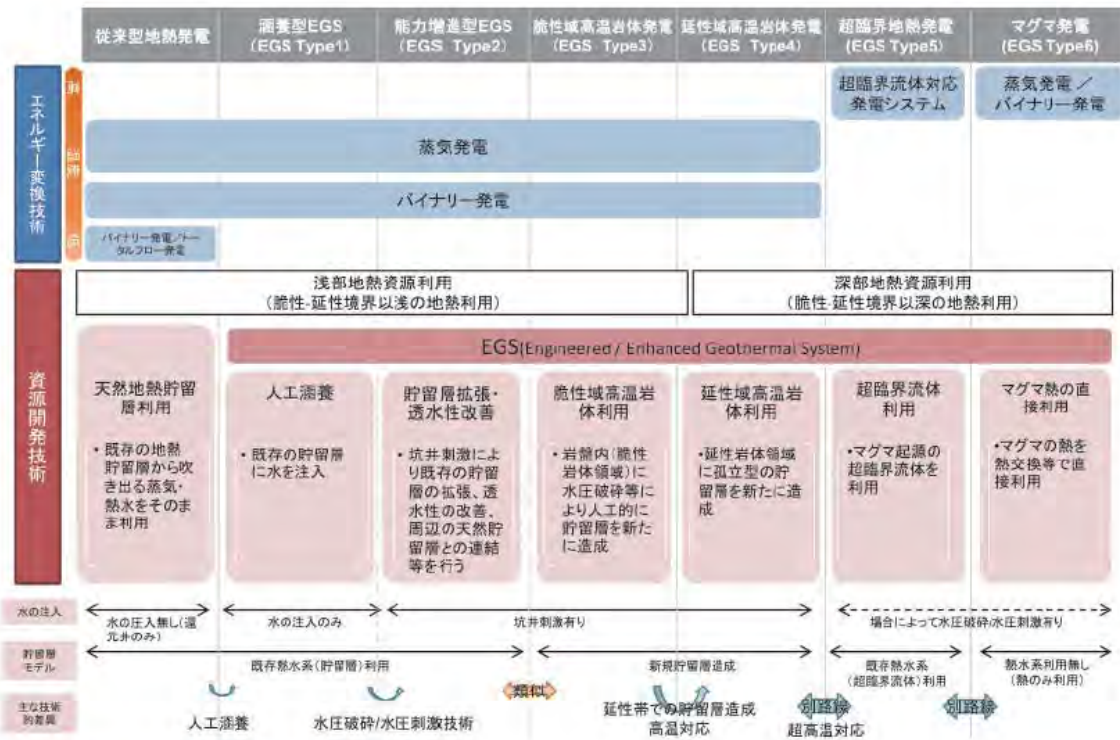 従来型地熱発電
涵養型EGS
(EGS Type1)
能力増進型EGS
(EGS Type2)
脆性域高温岩体発電
(EGS Type3)
延性域高温岩体発電
(EGS Type4)
超臨界地熱発電
(EGS Type5)
マグマ発電
(EGS Type6)
エネルギー変換技術
超臨界流体対応
発電システム
蒸気発電/
バイナリー発電
蒸気発電
バイナリー発電
バイナリー発電/トー
タルフロー発電
資源開発技術
浅部地熱資源利用
(脆性-延性境界以浅の地熱利用)
深部地熱資源利用
(脆性-延性境界以深の地熱利用)
EGS(Engineered / Enhanced Geothermal System)
天然地熱貯留
層利用
・既存の地熱
貯留層から吹
き出る蒸気・
熱水をそのま
ま利用
人工涵養
・既存の貯留層
に水を注入
貯留層拡張・
透水性改善
・坑井刺激によ
り既存の貯留
層の拡張、透
水性の改善、
周辺の天然貯
留層との連結
等を行う
脆性域高温岩
体利用
・岩盤内(脆性
岩体領域)に
水圧破砕等に
より人工的に
貯留層を新た
に造成
延性域高温岩
体利用
・延性岩体領域
に孤立型の貯
留層を新たに造
成
超臨界流体
利用
・マグマ起源の
超臨界流体を
利用
マグマ熱の直
接利用
・マグマの熱を
熱交換等で直
接利用
水の注入
水の圧入無し(還
元井のみ)
水の注入のみ
坑井刺激有り
場合によって水圧破砕/水圧刺激有り
貯留層
モデル
既存熱水系(貯留層)利用
新規貯留層造成
既存熱水系
(超臨界流体)利用
熱水系利用無し
(熱のみ利用)
主な技術
的差異
人工涵養
水圧破砕/水圧刺激技術
類似
延性帯での貯留層造成
高温対応
別路線
超高温対応
別路線